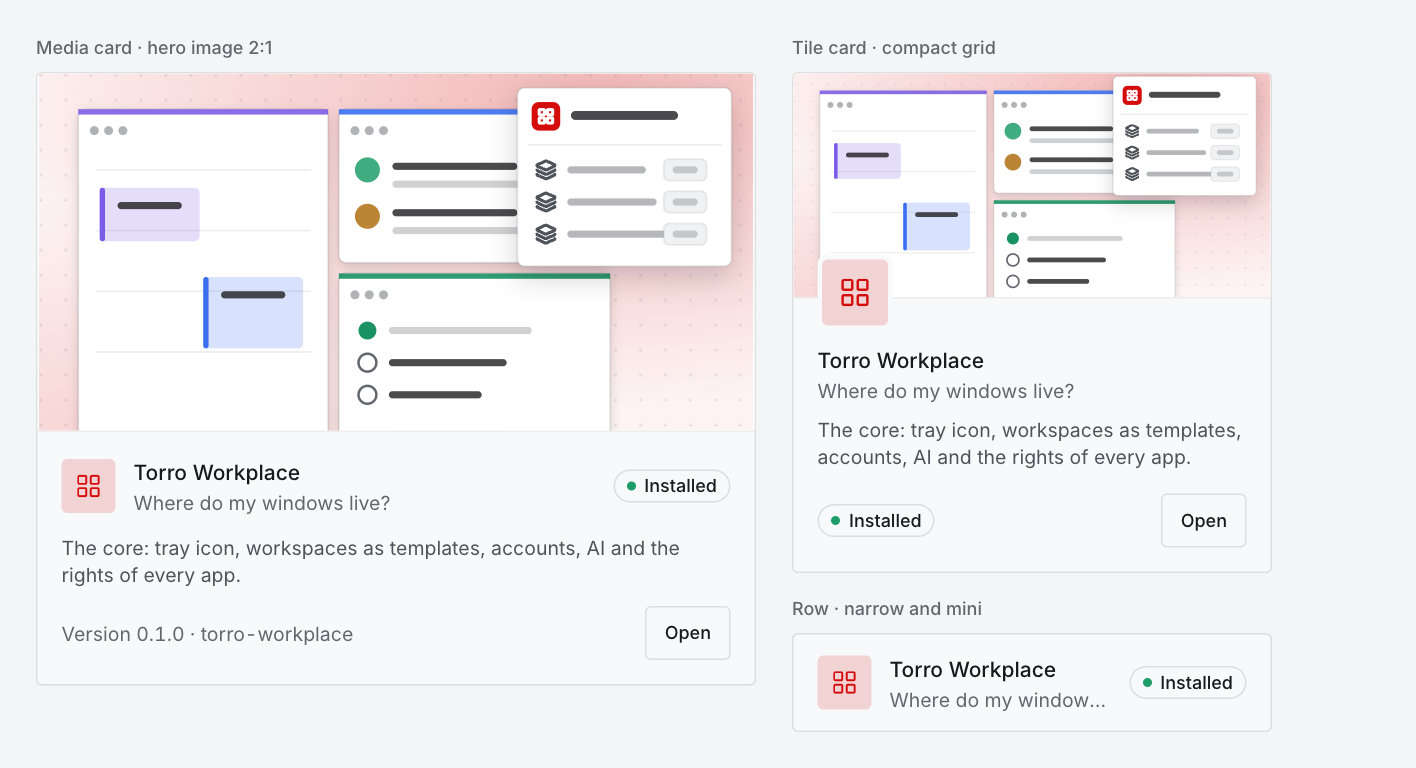 Media card · hero image 2:1
Torro Workplace
Where do my windows live?
Installed
The core: tray icon, workspaces as templates, accounts, AI and the
rights of every app.
Version 0.1.0 · torro-workplace
Open
Tile card · compact grid
Torro Workplace
Where do my windows live?
The core: tray icon, workspaces as templates,
accounts, AI and the rights of every app.
Installed
Open
Row · narrow and mini
Torro Workplace
Where do my window...
Installed